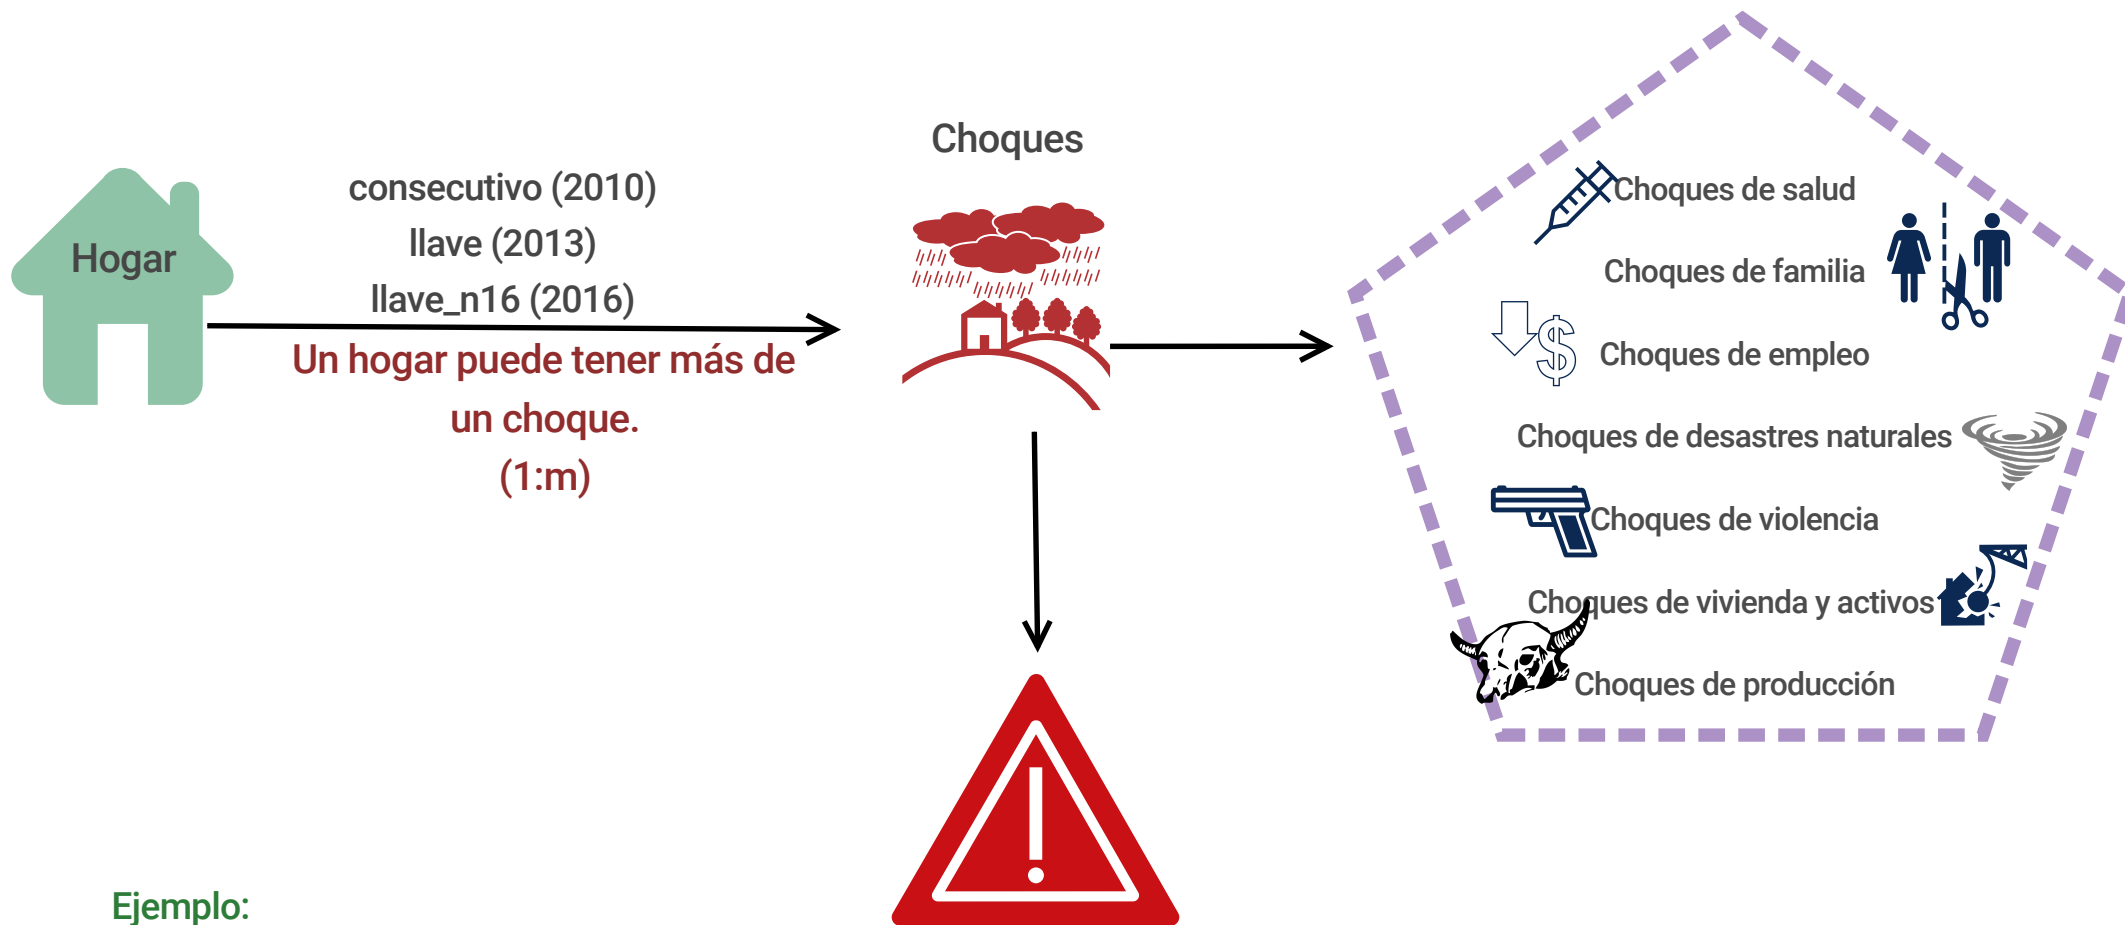 Hogar
consecutivo (2010)
llave (2013)
llave_n16 (2016)
Un hogar puede tener más de
un choque.
(1:m)
Choques
Choques de salud
Choques de familia
Choques de empleo
Choques de desastres naturales
Choques de violencia
Choques de vivienda y activos
Choques de producción
Ejemplo: